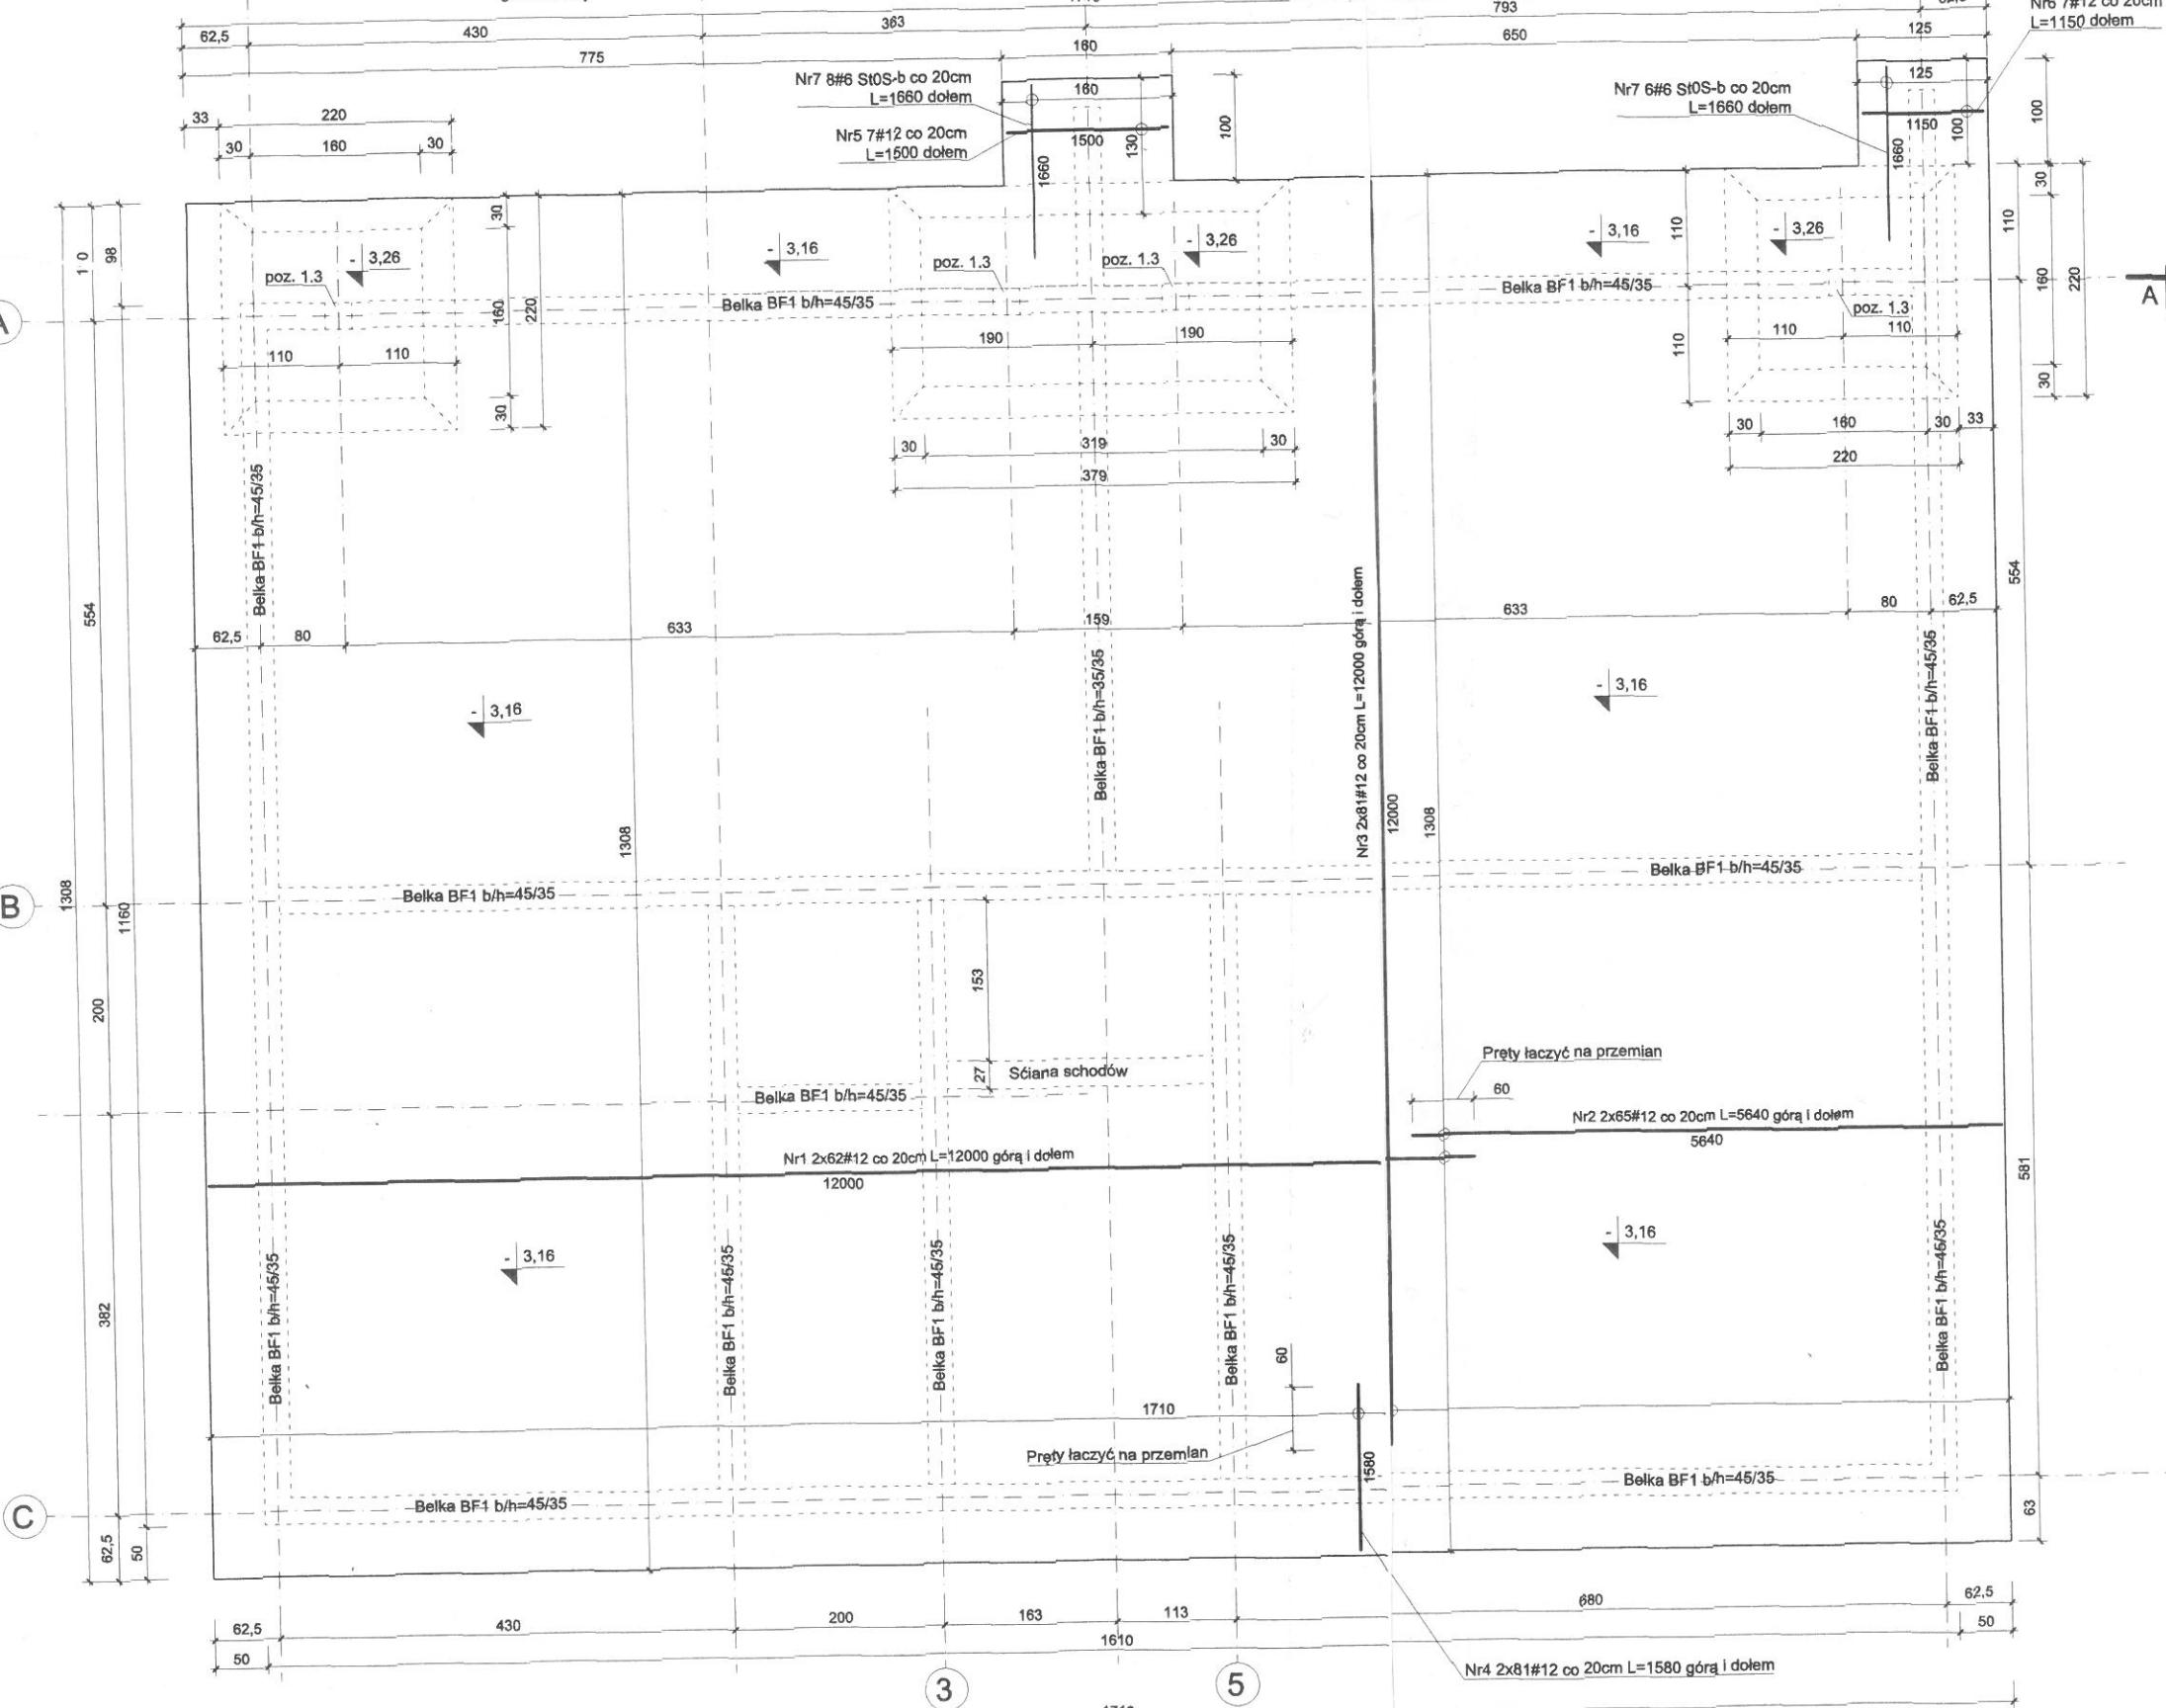 793
363
62,5
430
650
125
Nr6 7#12 co 20cm
L=1150 dołem
775
160
Nr7 8#6 St0S-b co 20cm
L=1660 dołem
160
Nr5 7#12 co 20cm
L=1500 dołem
1500
1660
130
100
Nr7 6#6 St0S-b co 20cm
L=1660 dołem
125
1150
1660
100
100
33
220
30
160
30
98
30
160
220
30
- 3,26
poz. 1.3
110
110
- 3,16
Belka BF1 b/h=45/35
poz. 1.3
poz. 1.3
- 3,26
190
190
30
319
30
379
- 3,16
Belka BF1 b/h=45/35
110
110
- 3,26
poz. 1.3
110
110
30
160
30
33
220
30
160
220
30
110
A
A
554
Belka BF1 b/h=45/35
62,5
80
633
159
633
80
62,5
554
- 3,16
Belka BF1 b/h=35/35
Nr3 2x81#12 co 20cm L=12000 górą i dołem
12000
1308
1308
- 3,16
Belka BF1 b/h=45/35
B
1308
1160
Belka BF1 b/h=45/35
Belka BF1 b/h=45/35
200
153
27
Sćiana schodów
Belka BF1 b/h=45/35
Pręty łaczyć na przemian
60
Nr2 2x65#12 co 20cm L=5640 górą i dołem
5640
Nr1 2x62#12 co 20cm L=12000 górą i dołem
12000
581
382
- 3,16
- 3,16
Belka BF1 b/h=45/35
Belka BF1 b/h=45/35
Belka BF1 b/h=45/35
Belka BF1 b/h=45/35
Belka BF1 b/h=45/35
60
1710
Pręty łaczyć na przemian
1580
Belka BF1 b/h=45/35
Belka BF1 b/h=45/35
C
62,5
50
63
62,5
430
200
163
113
680
62,5
50
1610
50
3
5
Nr4 2x81#12 co 20cm L=1580 górą i dołem